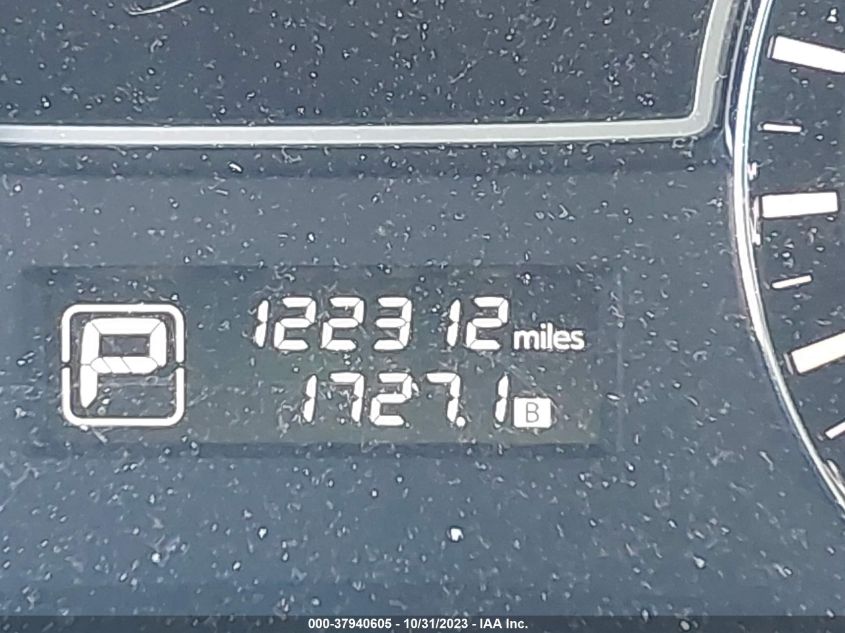 P
122312 miles
1727.1 B
000-37940605 - 10/31/2023 - IAA Inc.